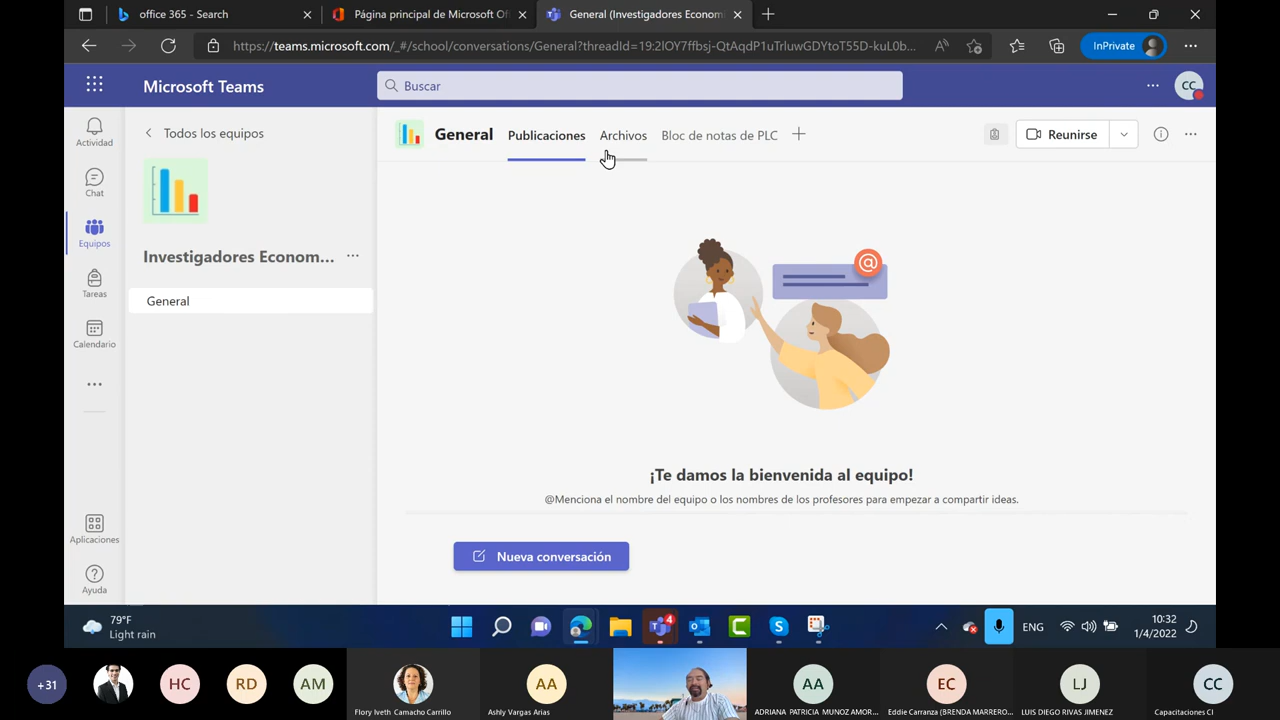 office 365 - Search
Página principal de Microsoft Of
General (Investigadores Econom
https://teams.microsoft.com/_#/school/conversations/General?threadId=19:2lOY7ffbsj-QtAqdP1uTrluwGDYtoT55D-kuL0b...
InPrivate
Microsoft Teams
Buscar
CC
Actividad
Chat
Equipos
Tareas
Calendario
Aplicaciones
Ayuda
Todos los equipos
Investigadores Econom...
General
General
Publicaciones
Archivos
Bloc de notas de PLC
Reunirse
@
¡Te damos la bienvenida al equipo!
@Menciona el nombre del equipo o los nombres de los profesores para empezar a compartir ideas.
Nueva conversación
79°F
Light rain
4
ENG
10:32
1/4/2022
+31
HC
RD
AM
Flory Iveth Camacho Carrillo
AA
Ashly Vargas Arias
AA
ADRIANA PATRICIA MUNOZ AMOR...
EC
Eddie Carranza (BRENDA MARRERO...
LJ
LUIS DIEGO RIVAS JIMENEZ
CC
Capacitaciones CI